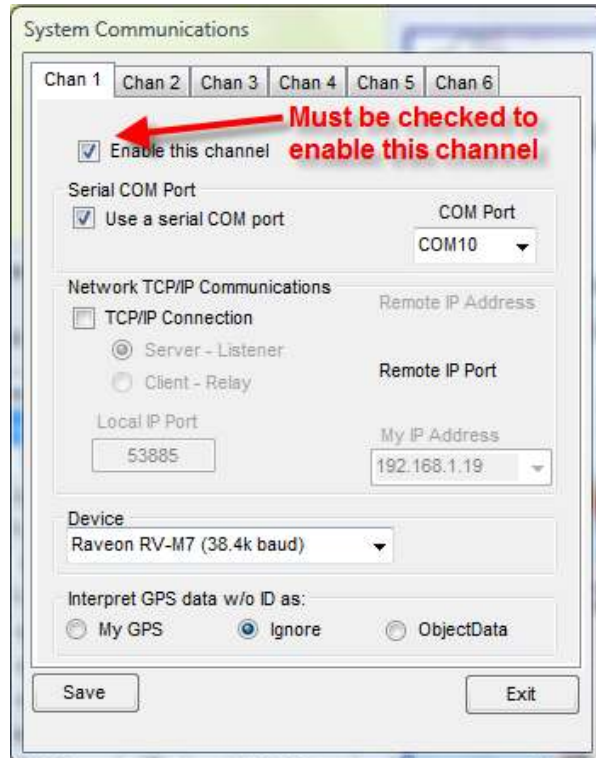 System Communications
Chan 1 Chan 2 Chan 3 Chan 4 Chan 5 Chan 6
Must be checked to
Enable this channel enable this channel
Serial COM Port
Use a serial COM port COM Port
COM10
Network TCP/IP Communications
TCP/IP Connection Remote IP Address
Server - Listener
Client - Relay Remote IP Port
Local IP Port My IP Address
53885 192.168.1.19
Device
Raveon RV-M7 (38.4k baud)
Interpret GPS data w/o ID as:
My GPS Ignore ObjectData
Save Exit